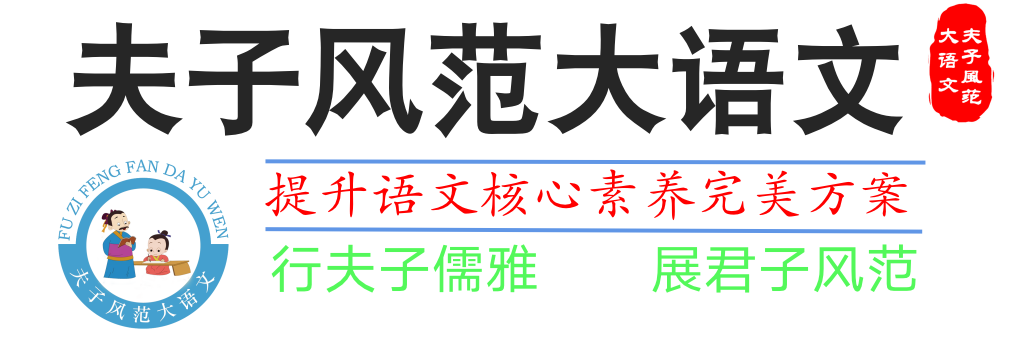 夫子风范大语文
夫子風范
大语文
提升语文核心素养完美方案
FU ZI FENG FAN DA YU WEN
夫子风范大语文
行夫子儒雅 展君子风范